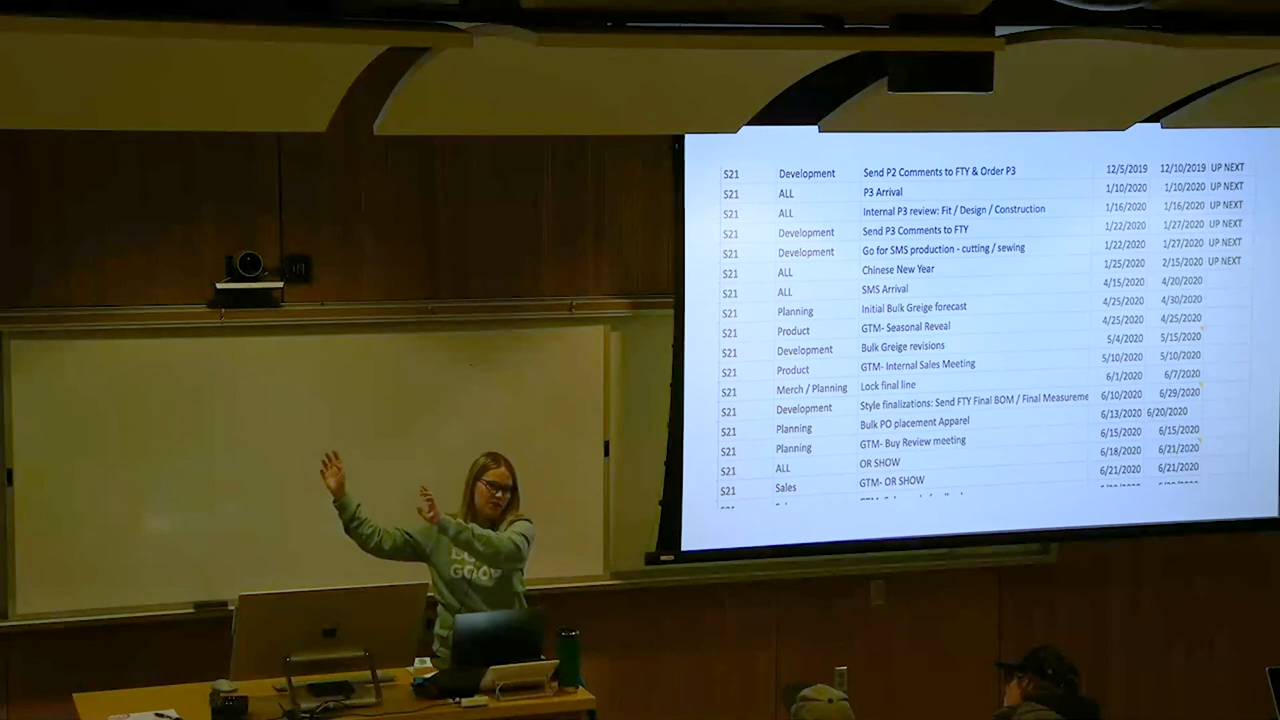 S21 Development Send P2 Comments to FTY & Order P3 12/5/2019 12/10/2019 UP NEXT
S21 ALL P3 Arrival 1/10/2020 1/10/2020 UP NEXT
S21 ALL Internal P3 review: Fit / Design / Construction 1/16/2020 1/16/2020 UP NEXT
S21 Development Send P3 Comments to FTY 1/22/2020 1/27/2020 UP NEXT
S21 Development Go for SMS production - cutting / sewing 1/22/2020 1/27/2020 UP NEXT
S21 ALL Chinese New Year 1/25/2020 2/15/2020 UP NEXT
S21 ALL SMS Arrival 4/15/2020 4/20/2020
S21 Planning Initial Bulk Greige forecast 4/25/2020 4/30/2020
S21 Product GTM- Seasonal Reveal 4/25/2020 4/25/2020
S21 Development Bulk Greige revisions 5/4/2020 5/15/2020
S21 Product GTM- Internal Sales Meeting 5/10/2020 5/10/2020
S21 Merch / Planning Lock final line 6/1/2020 6/7/2020
S21 Development Style finalizations: Send FTY Final BOM / Final Measureme 6/10/2020 6/29/2020
S21 Planning Bulk PO placement Apparel 6/13/2020 6/20/2020
S21 Planning GTM- Buy Review meeting 6/15/2020 6/15/2020
S21 ALL OR SHOW 6/18/2020 6/21/2020
S21 Sales GTM- OR SHOW 6/21/2020 6/21/2020